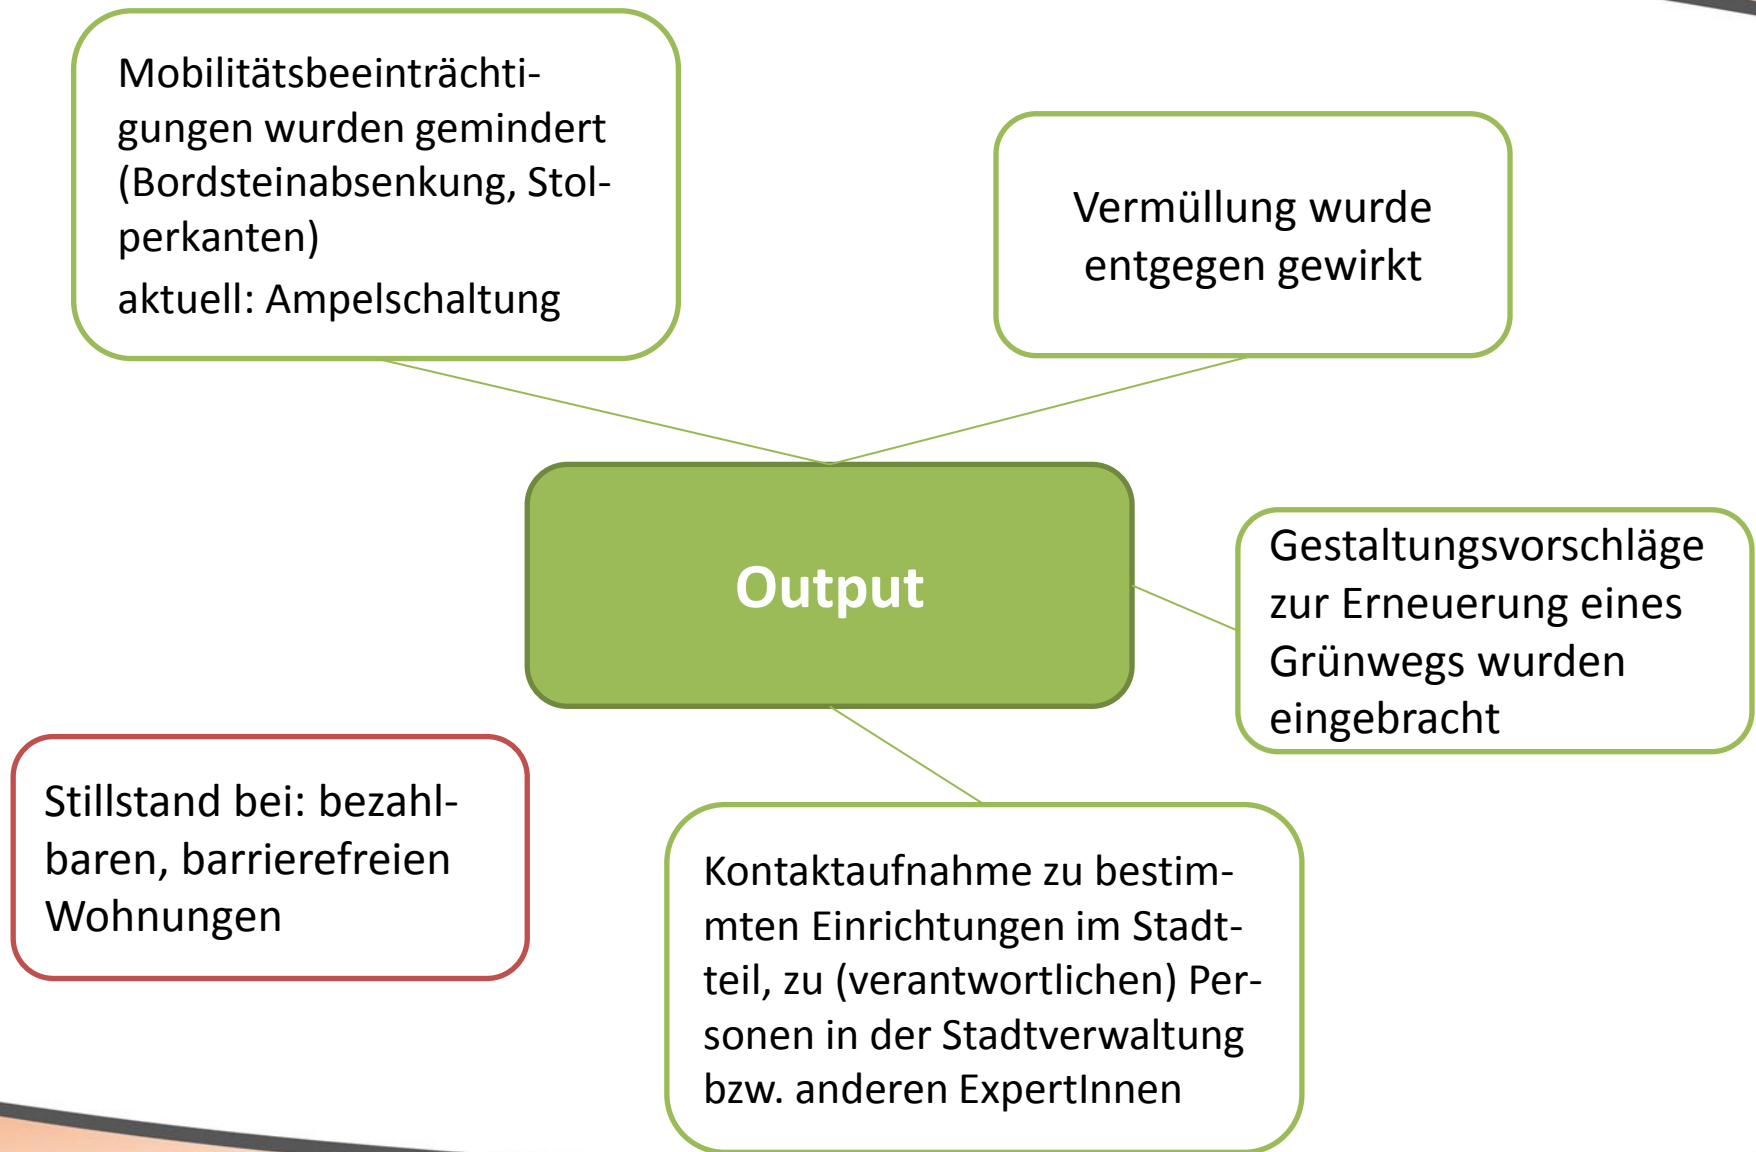 Mobilitätsbeeinträchti-
gungen wurden gemindert
(Bordsteinabsenkung, Stol-
perkanten)
aktuell: Ampelschaltung
Vermüllung wurde
entgegen gewirkt
Output
Gestaltungsvorschläge
zur Erneuerung eines
Grünwegs wurden
eingebracht
Stillstand bei: bezahl-
baren, barrierefreien
Wohnungen
Kontaktaufnahme zu bestim-
mten Einrichtungen im Stadt-
teil, zu (verantwortlichen) Per-
sonen in der Stadtverwaltung
bzw. anderen ExpertInnen